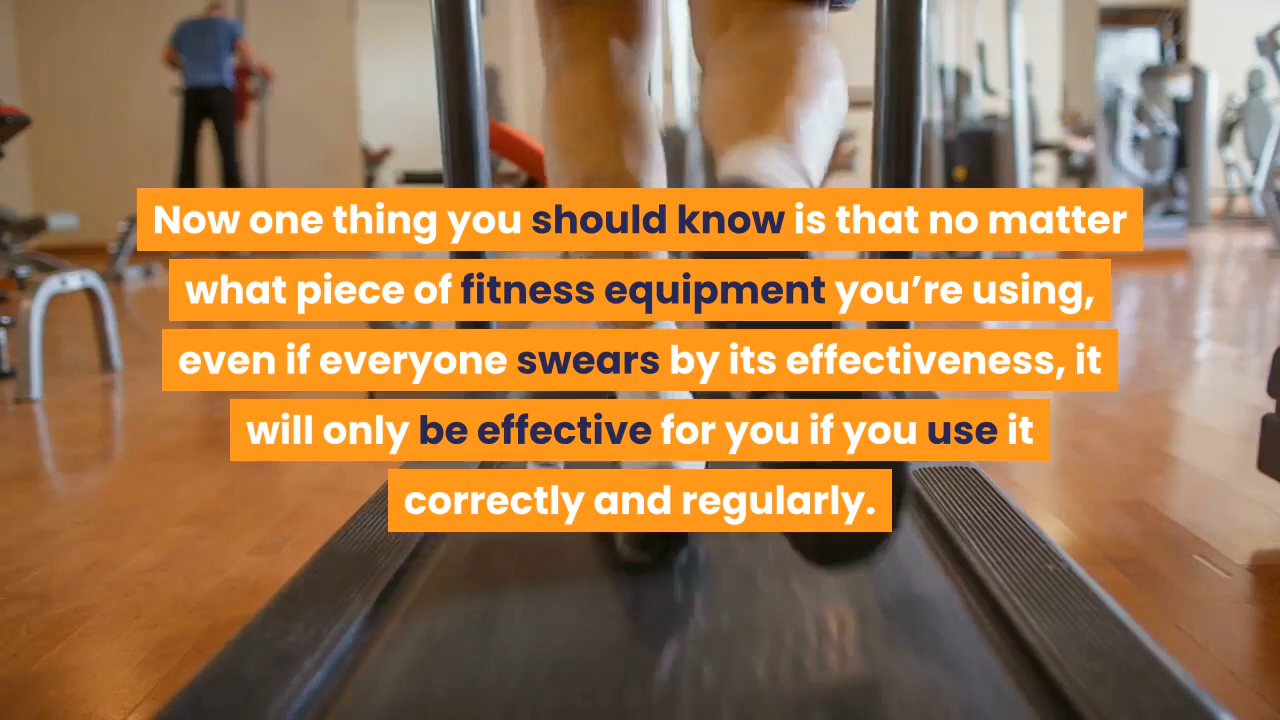 Now one thing you should know is that no matter
what piece of fitness equipment you’re using,
even if everyone swears by its effectiveness, it
will only be effective for you if you use it
correctly and regularly.